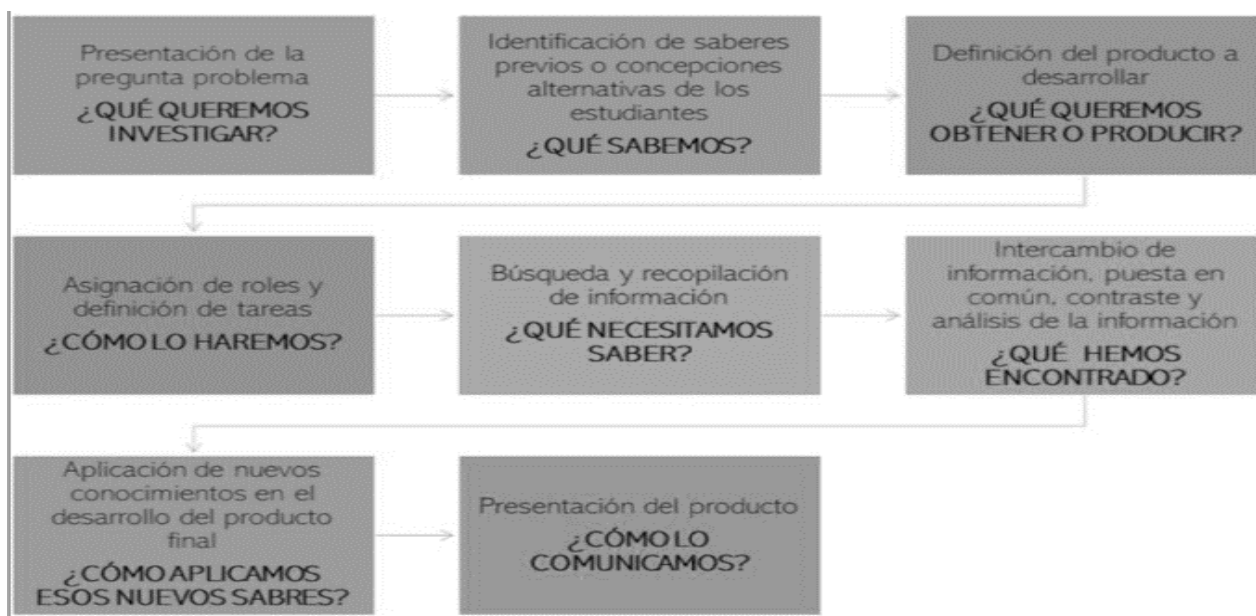 Presentación de la
pregunta problema
¿QUÉ QUEREMOS
INVESTIGAR?
Identificación de saberes
previos o concepciones
alternativas de los
estudiantes
¿QUÉ SABEMOS?
Definición del producto a
desarrollar
¿QUÉ QUEREMOS
OBTENER O PRODUCIR?
Asignación de roles y
definición de tareas
¿CÓMO LO HAREMOS?
Búsqueda y recopilación
de información
¿QUÉ NECESITAMOS
SABER?
Intercambio de
información, puesta en
común, contraste y
análisis de la información
¿QUÉ HEMOS
ENCONTRADO?
Aplicación de nuevos
conocimientos en el
desarrollo del producto
final
¿CÓMO APLICAMOS
ESOS NUEVOS SABRES?
Presentación del producto
¿CÓMO LO
COMUNICAMOS?